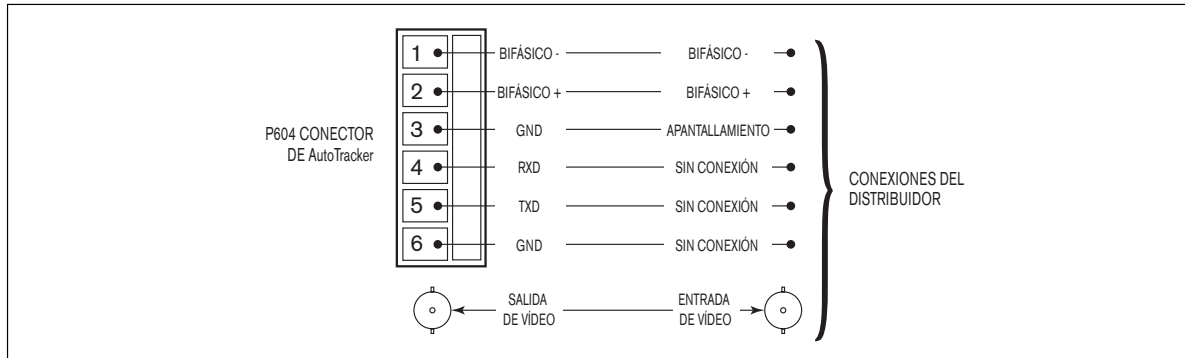 1 BIFÁSICO - BIFÁSICO -
2 BIFÁSICO + BIFÁSICO +
P604 CONECTOR
DE AutoTracker
3 GND APANTALLAMIENTO
4 RXD SIN CONEXIÓN
5 TXD SIN CONEXIÓN
6 GND SIN CONEXIÓN
CONEXIONES DEL
DISTRIBUIDOR
SALIDA
DE VÍDEO
ENTRADA
DE VÍDEO